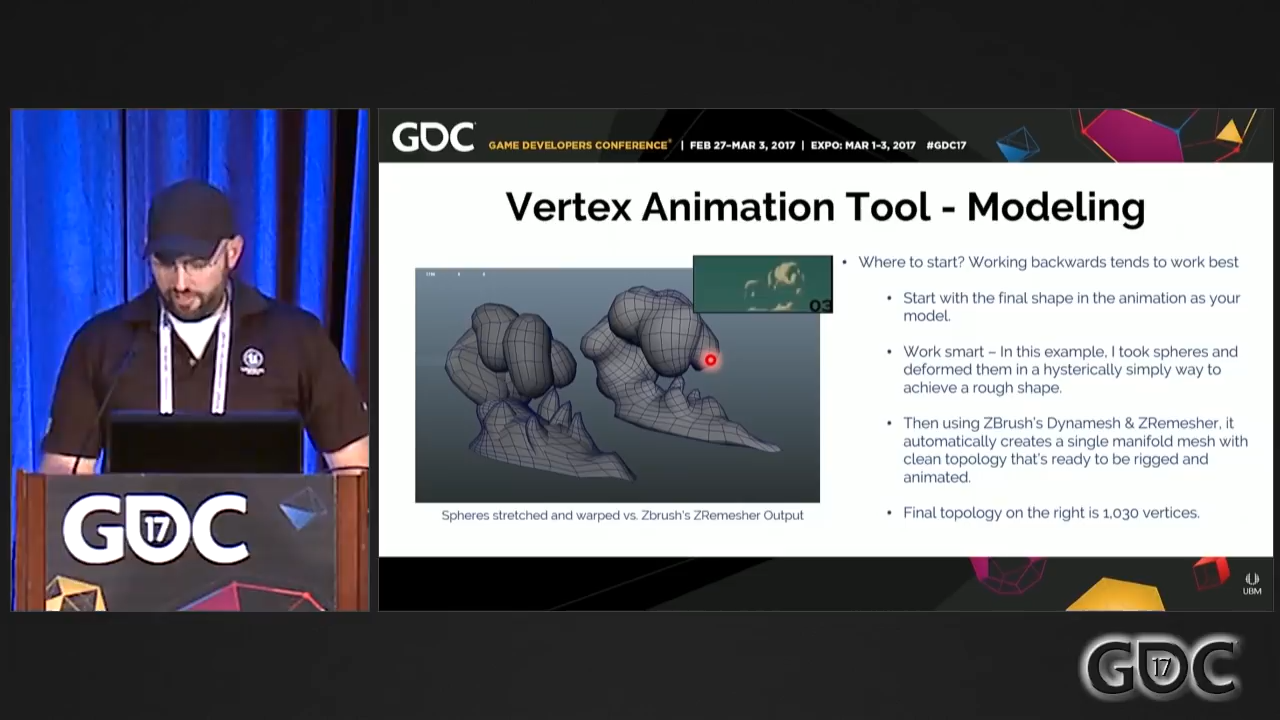 GDC
GAME DEVELOPERS CONFERENCE® | FEB 27–MAR 3, 2017 | EXPO: MAR 1–3, 2017 #GDC17
Vertex Animation Tool - Modeling
03
• Where to start? Working backwards tends to work best
• Start with the final shape in the animation as your
model.
• Work smart – In this example, I took spheres and
deformed them in a hysterically simply way to
achieve a rough shape.
• Then using ZBrush's Dynamesh & ZRemesher, it
automatically creates a single manifold mesh with
clean topology that's ready to be rigged and
animated.
• Final topology on the right is 1,030 vertices.
Spheres stretched and warped vs. Zbrush's ZRemesher Output
GDC
17
UBM
GDC
17